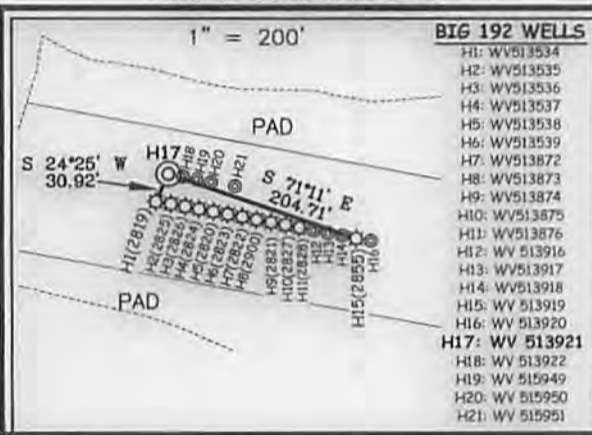 1" = 200'
PAD
S 24°25' W
30.92'
H17
H18
H19
H20
H21
S 71°11' E
204.71'
H1(2819)
H2(2825)
H3(2826)
H4(2824)
H5(2820)
H6(2823)
H7(2822)
H8(2900)
H9(2821)
H10(2827)
H11(2828)
H12
H13
H14
H15(2855)
H16
PAD
BIG 192 WELLS
H1: WV513534
H2: WV513535
H3: WV513536
H4: WV513537
H5: WV513538
H6: WV513539
H7: WV513872
H8: WV513873
H9: WV513874
H10: WV513875
H11: WV513876
H12: WV 513916
H13: WV513917
H14: WV513918
H15: WV 513919
H16: WV 513920
H17: WV 513921
H18: WV 513922
H19: WV 515949
H20: WV 515950
H21: WV 515951